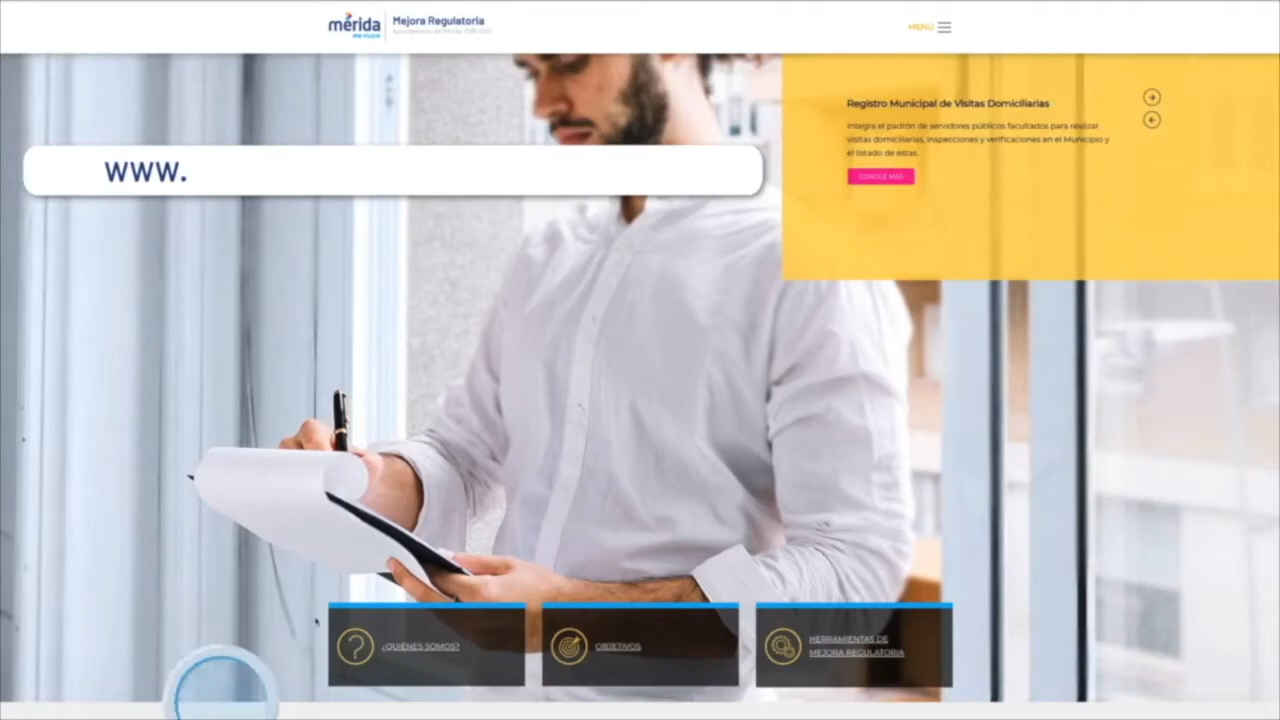 mérida
me mueve
Mejora Regulatoria
MENÚ
Registro Municipal de Visitas Domiciliarias
Integra el padrón de servidores públicos facultados para realizar
visitas domiciliarias, inspecciones y verificaciones en el Municipio y
el listado de estas.
CONOCE MÁS
www.
¿QUIÉNES SOMOS?
OBJETIVOS
HERRAMIENTAS DE
MEJORA REGULATORIA